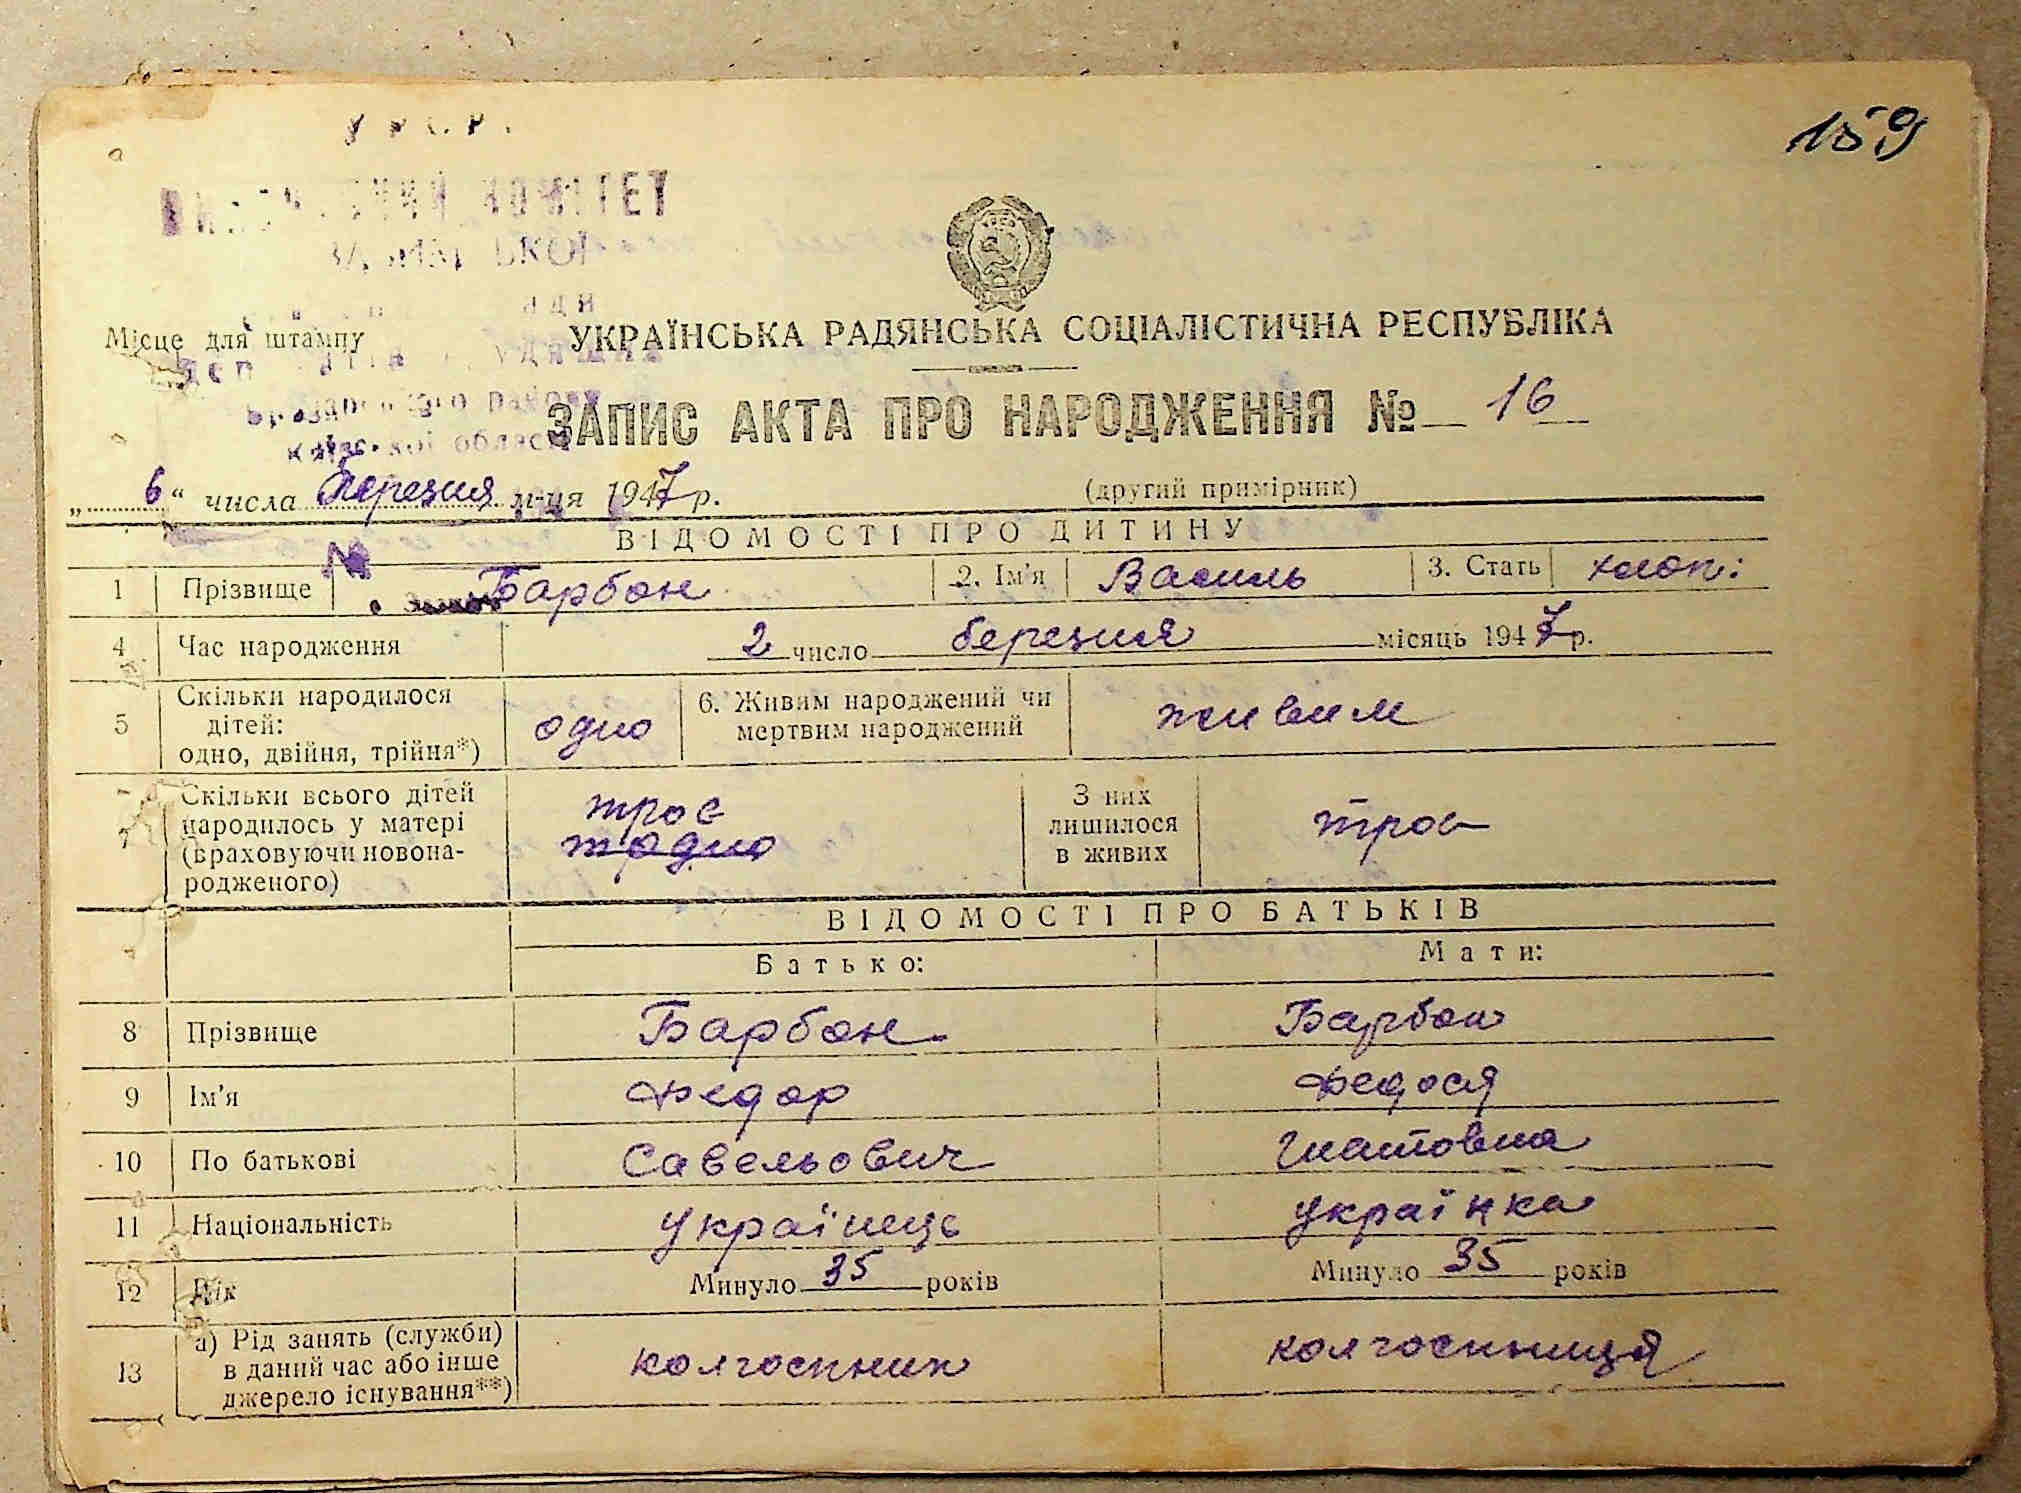 159
КОМІТЕТ
Місце для штампу
УКРАЇНСЬКА РАДЯНСЬКА СОЦІАЛІСТИЧНА РЕСПУБЛІКА
району
ЗАПИС АКТА ПРО НАРОДЖЕННЯ № 16
області
„ 6 “ числа березня м-ця 1947 р.
(другий примірник)
ВІДОМОСТІ ПРО ДИТИНУ
1 Прізвище Барбон 2. Ім'я Василь 3. Стать хлоп:
4 Час народження 2 число березня місяць 1947 р.
5 Скільки народилося дітей: одно, двійня, трійня*) одно 6. Живим народжений чи мертвим народжений живим
7 Скільки всього дітей народилось у матері (враховуючи новонародженого) троє З них лишилося в живих троє
ВІДОМОСТІ ПРО БАТЬКІВ
Батько: Мати:
8 Прізвище Барбон Барбон
9 Ім'я Федор Федося
10 По батькові Савельович Гнатовна
11 Національність Українець Українка
12 Вік Минуло 35 років Минуло 35 років
13 а) Рід занять (служби) в даний час або інше джерело існування**) колгоспник колгоспниця